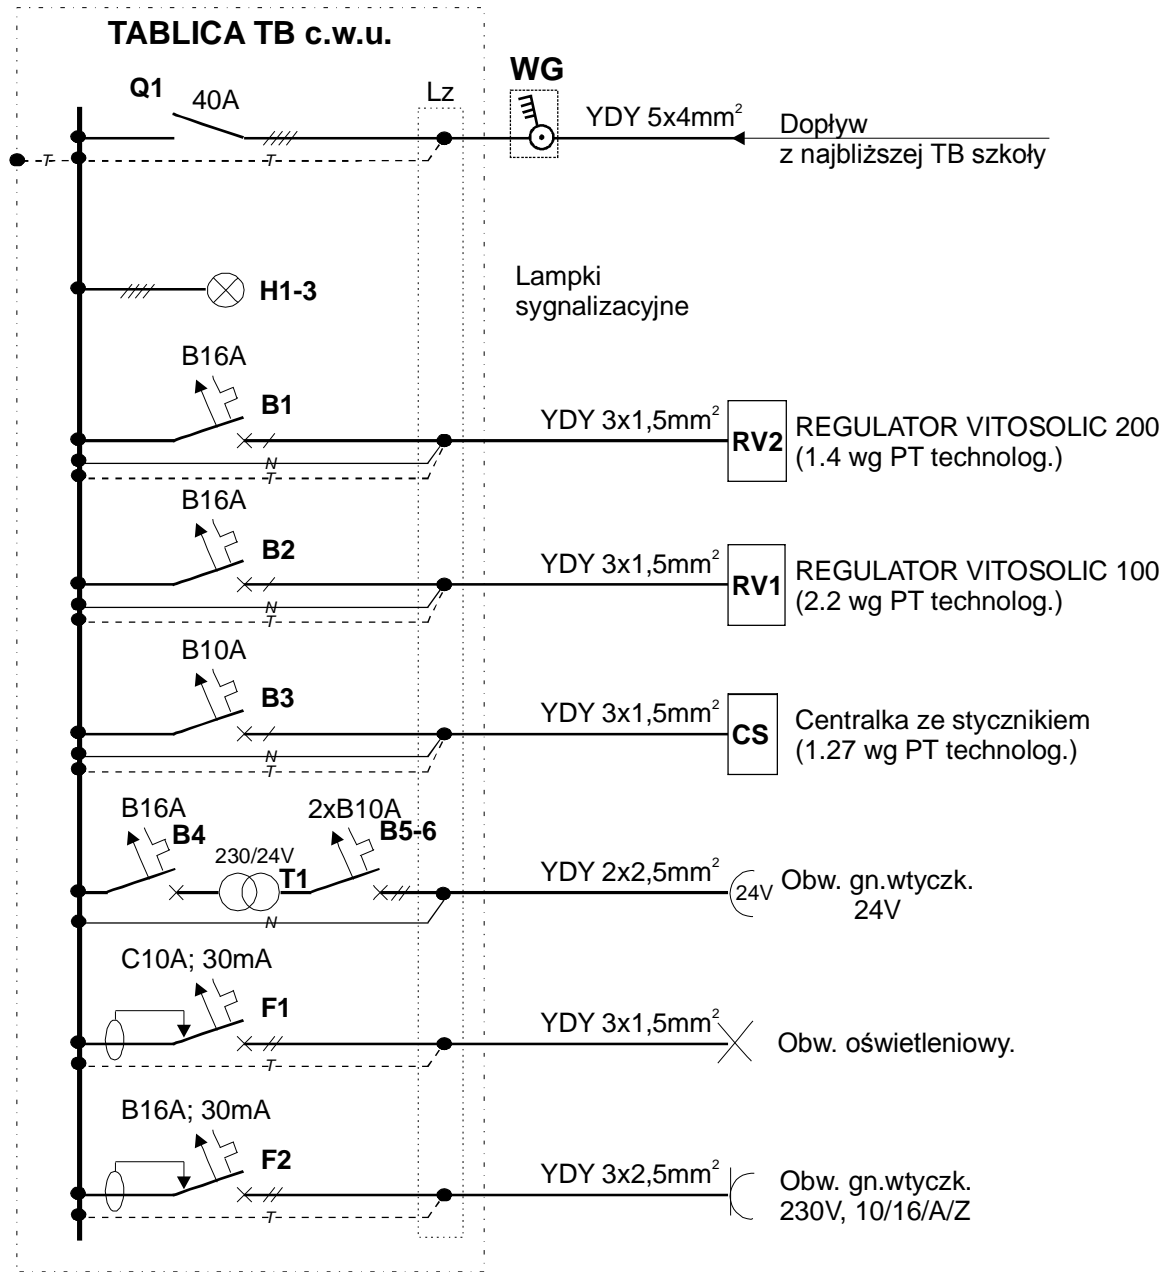 TABLICA TB c.w.u.
Q1
40A
Lz
WG
YDY 5x4mm²
Dopływ
z najbliższej TB szkoły
T
T
H1-3
Lampki
sygnalizacyjne
B16A
B1
YDY 3x1,5mm²
RV2
REGULATOR VITOSOLIC 200
(1.4 wg PT technolog.)
N
T
B16A
B2
YDY 3x1,5mm²
RV1
REGULATOR VITOSOLIC 100
(2.2 wg PT technolog.)
N
T
B10A
B3
YDY 3x1,5mm²
CS
Centralka ze stycznikiem
(1.27 wg PT technolog.)
N
T
B16A
B4
230/24V
T1
2xB10A
B5-6
YDY 2x2,5mm²
24V
Obw. gn.wtyczk.
24V
N
C10A; 30mA
F1
YDY 3x1,5mm²
Obw. oświetleniowy.
T
B16A; 30mA
F2
YDY 3x2,5mm²
Obw. gn.wtyczk.
230V, 10/16/A/Z
T